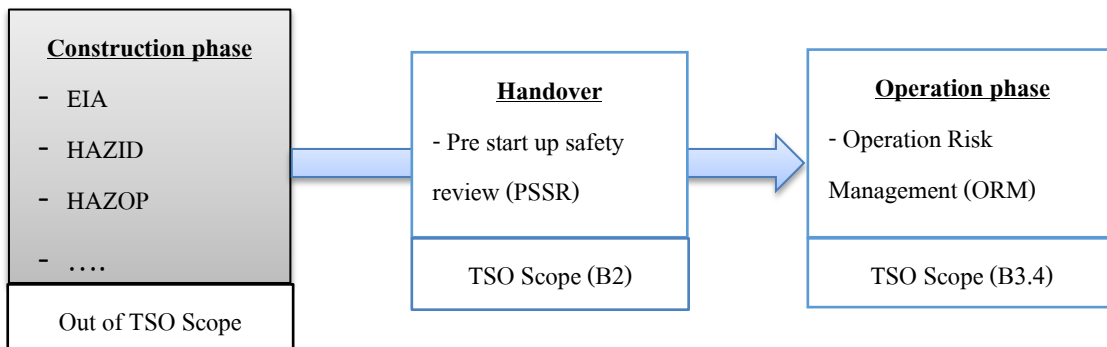 Construction phase
- EIA
- HAZID
- HAZOP
- ….
Out of TSO Scope
Handover
- Pre start up safety
review (PSSR)
TSO Scope (B2)
Operation phase
- Operation Risk
Management (ORM)
TSO Scope (B3.4)